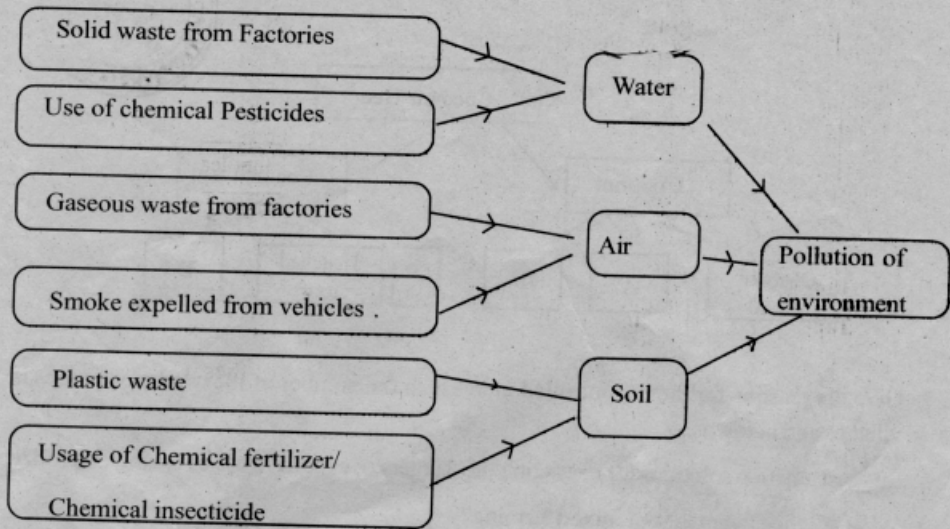 Solid waste from Factories
Use of chemical Pesticides
Water
Gaseous waste from factories
Smoke expelled from vehicles .
Air
Plastic waste
Usage of Chemical fertilizer/
Chemical insecticide
Soil
Pollution of
environment